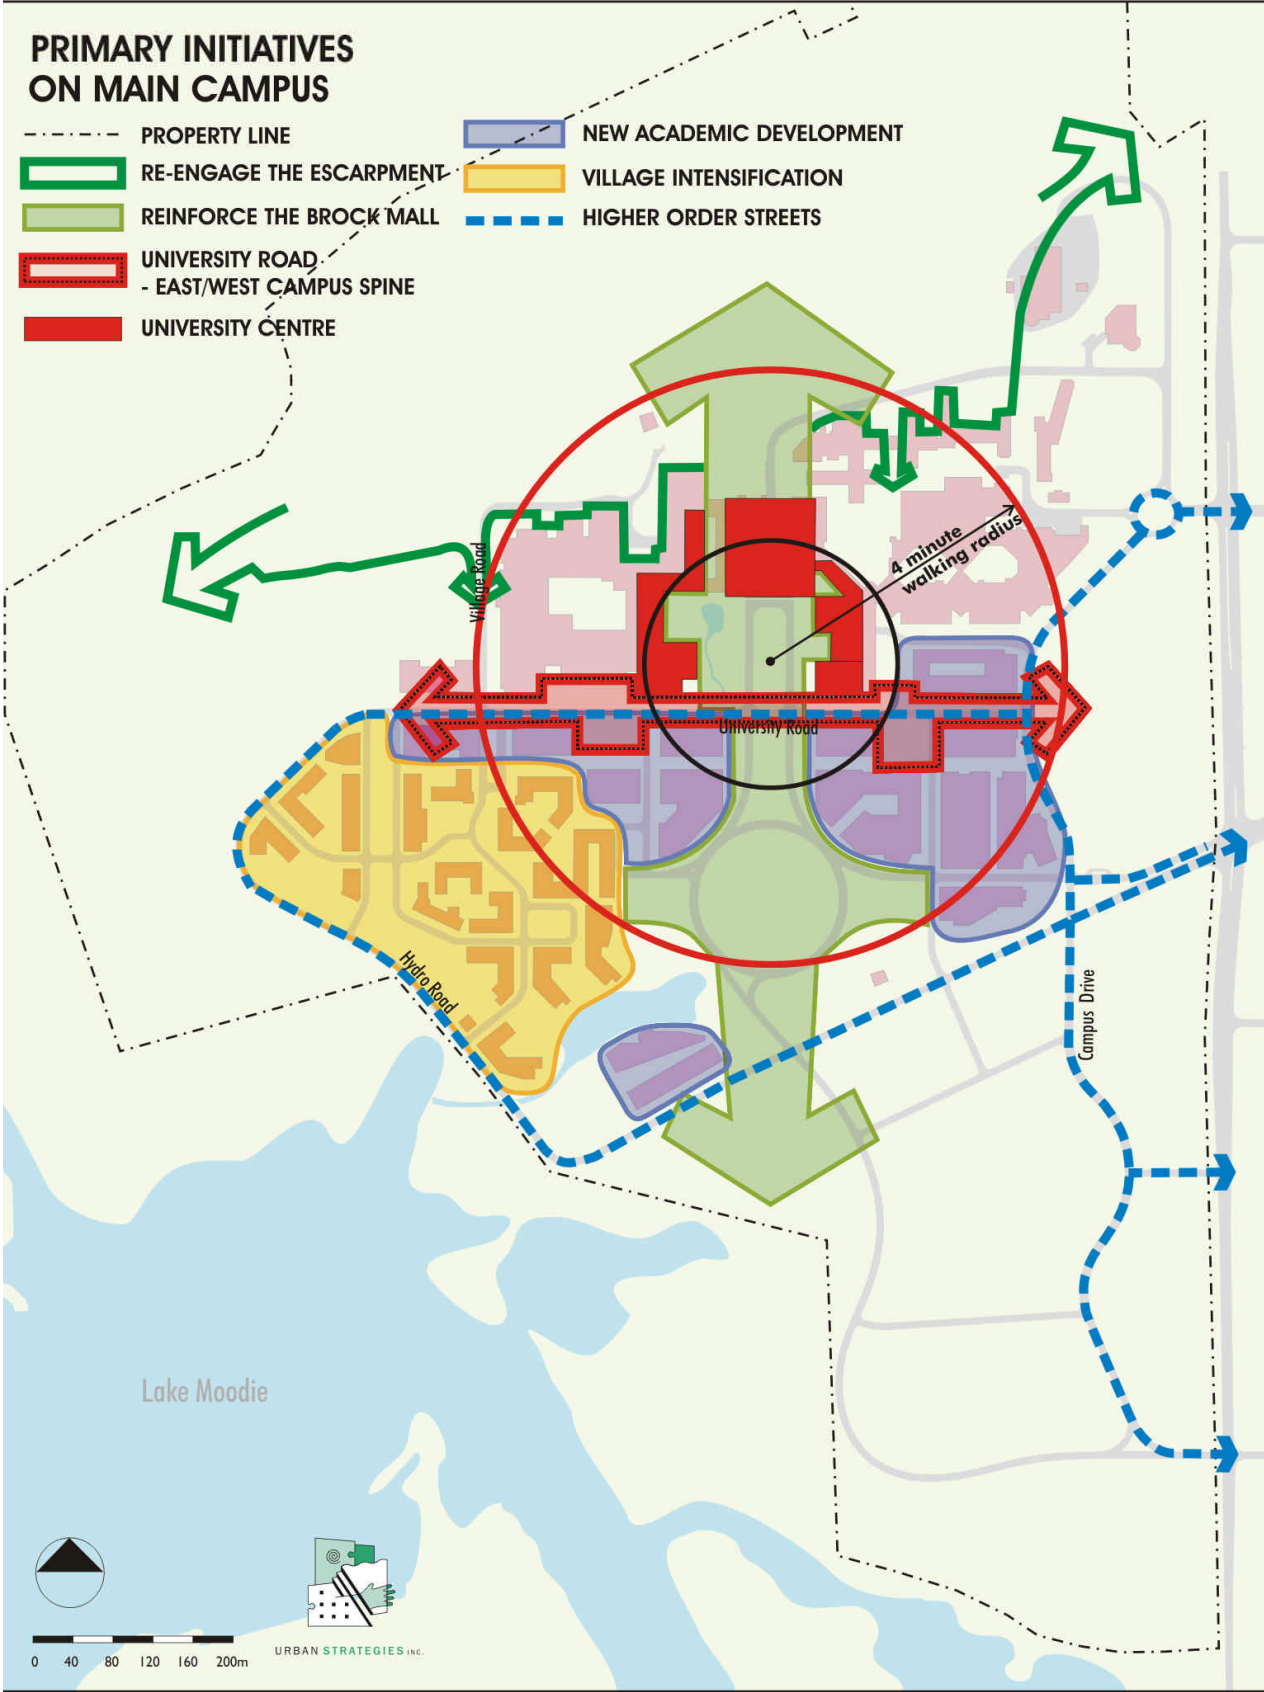 PRIMARY INITIATIVES
ON MAIN CAMPUS
PROPERTY LINE
RE-ENGAGE THE ESCARPMENT
REINFORCE THE BROCK MALL
UNIVERSITY ROAD
- EAST/WEST CAMPUS SPINE
UNIVERSITY CENTRE
NEW ACADEMIC DEVELOPMENT
VILLAGE INTENSIFICATION
HIGHER ORDER STREETS
4 minute
walking radius
Village Road
University Road
Hydro Road
Campus Drive
Lake Moodie
0 40 80 120 160 200m
URBAN STRATEGIES INC.